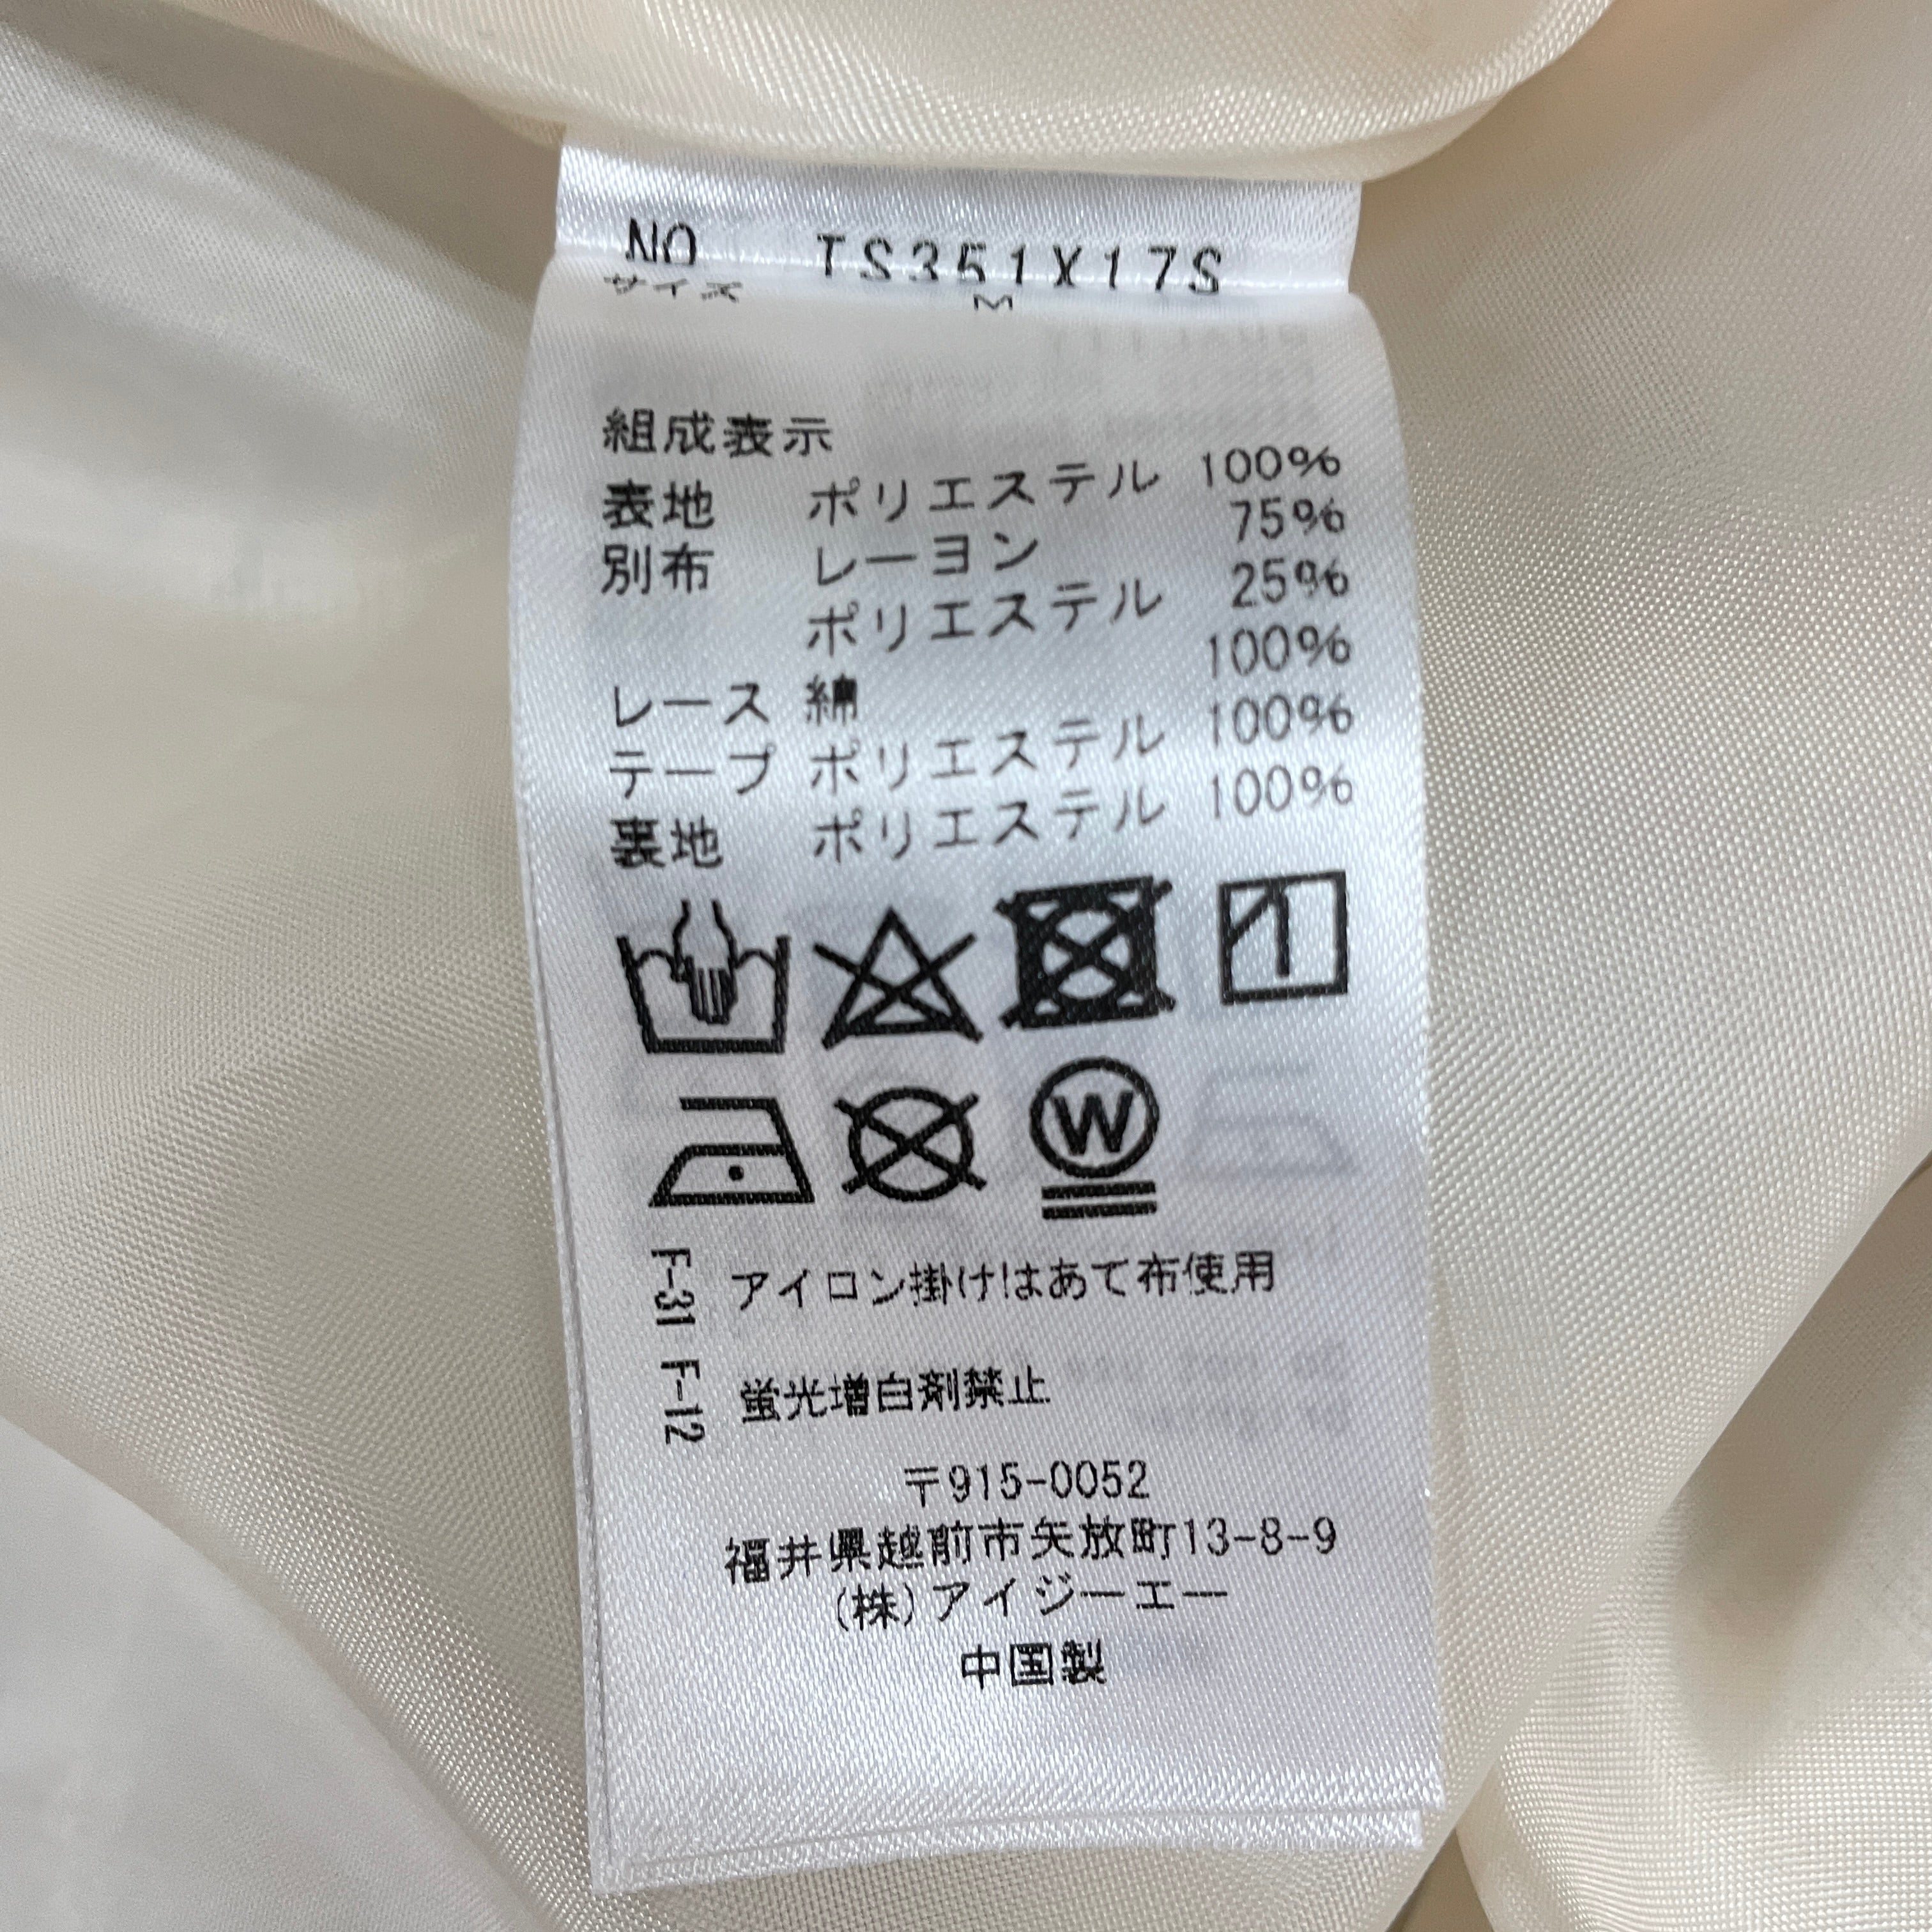 NO TS351X17S
サイズ M
組成表示
表地 ポリエステル 100%
別布 レーヨン 75%
ポリエステル 25%
レース 綿 100%
テープ ポリエステル 100%
裏地 ポリエステル 100%
W
F-31 アイロン掛けはあて布使用
F-12 蛍光増白剤禁止
〒915-0052
福井県越前市矢放町13-8-9
(株)アイジーエー
中国製